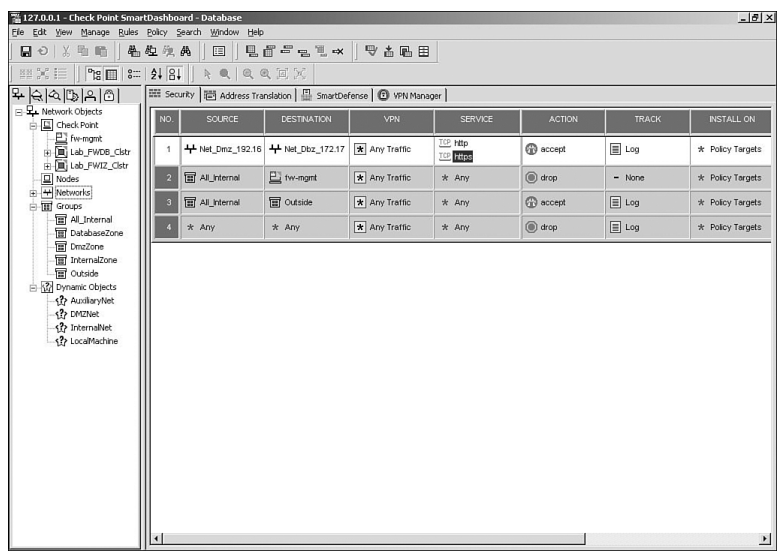 127.0.0.1 - Check Point SmartDashboard - Database
File Edit View Manage Rules Policy Search Window Help
Security Address Translation SmartDefense VPN Manager
Network Objects
Check Point
fw-mgmt
Lab_FWDB_Clstr
Lab_FWIZ_Clstr
Nodes
Networks
Groups
All_Internal
DatabaseZone
DmzZone
InternalZone
Outside
Dynamic Objects
AuxiliaryNet
DMZNet
InternalNet
LocalMachine
NO. SOURCE DESTINATION VPN SERVICE ACTION TRACK INSTALL ON
1 Net_Dmz_192.16 Net_Dbz_172.17 * Any Traffic TCP http accept Log * Policy Targets
TCP https
2 All_Internal fw-mgmt * Any Traffic * Any drop - None * Policy Targets
3 All_Internal Outside * Any Traffic * Any accept Log * Policy Targets
4 * Any * Any * Any Traffic * Any drop Log * Policy Targets